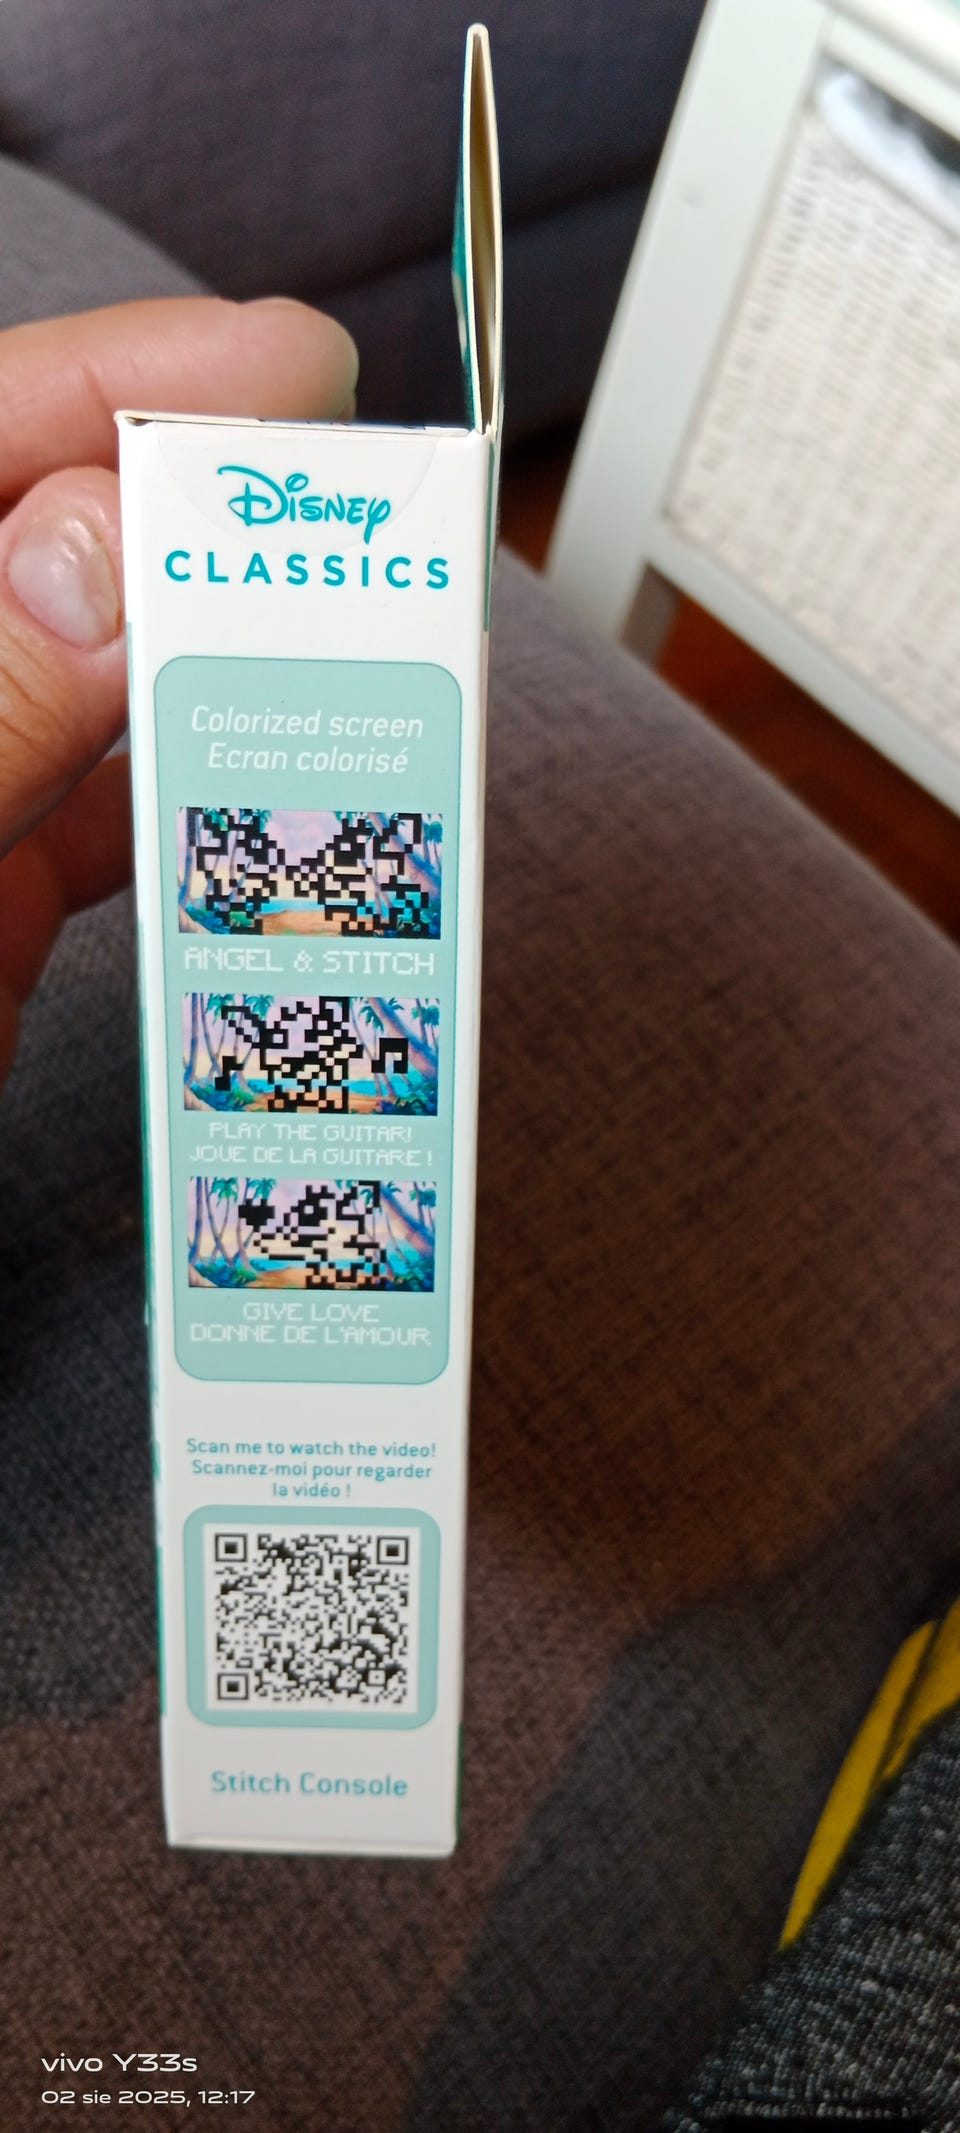 Disney
CLASSICS
Colorized screen
Ecran colorisé
ANGEL & STITCH
PLAY THE GUITAR!
JOUE DE LA GUITARE !
GIVE LOVE
DONNE DE L'AMOUR
Scan me to watch the video!
Scannez-moi pour regarder
la vidéo !
Stitch Console
vivo Y33s
02 sie 2025, 12:17